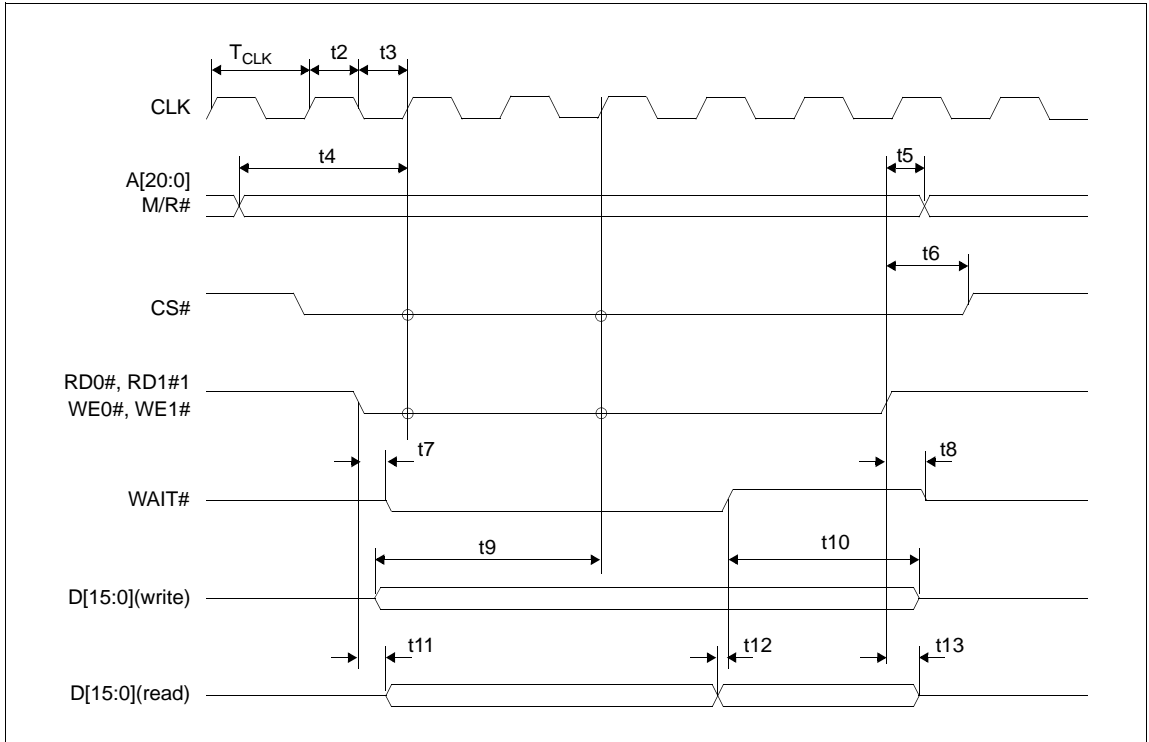 TCLK t2 t3
CLK
t4 t5
A[20:0]
M/R#
t6
CS#
RD0#, RD1#1
WE0#, WE1#
t7 t8
WAIT#
t9 t10
D[15:0](write)
t11 t12 t13
D[15:0](read)